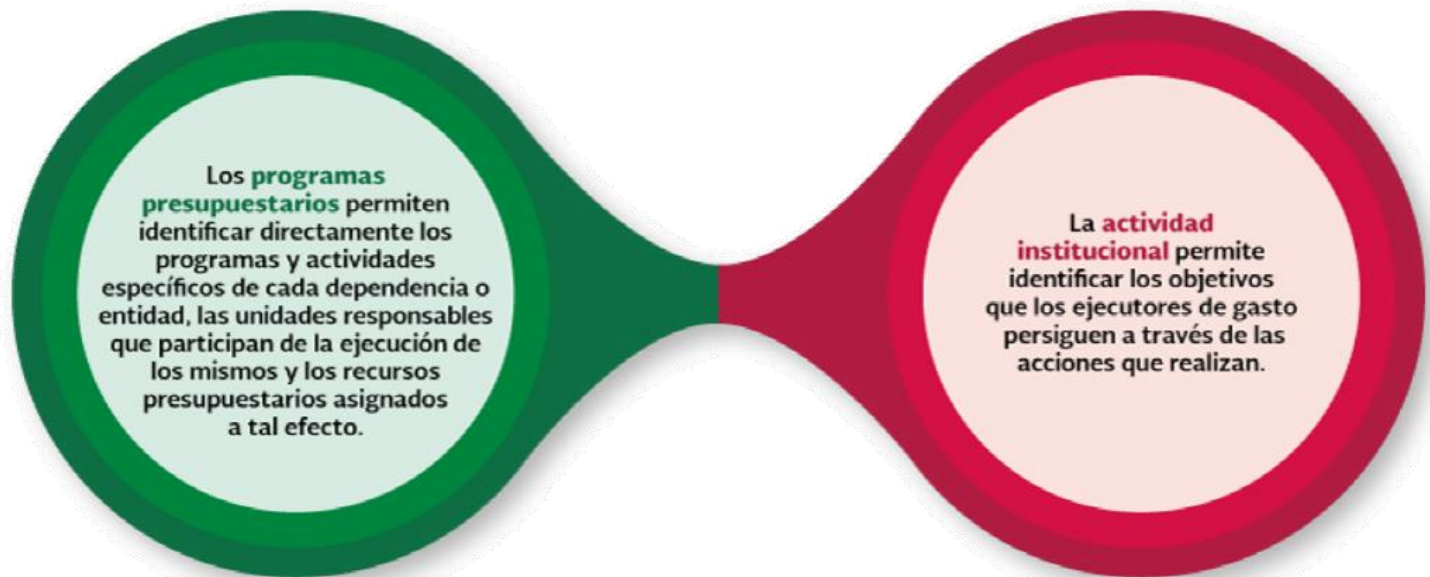 Los programas
presupuestarios permiten
identificar directamente los
programas y actividades
específicos de cada dependencia o
entidad, las unidades responsables
que participan de la ejecución de
los mismos y los recursos
presupuestarios asignados
a tal efecto.
La actividad
institucional permite
identificar los objetivos
que los ejecutores de gasto
persiguen a través de las
acciones que realizan.